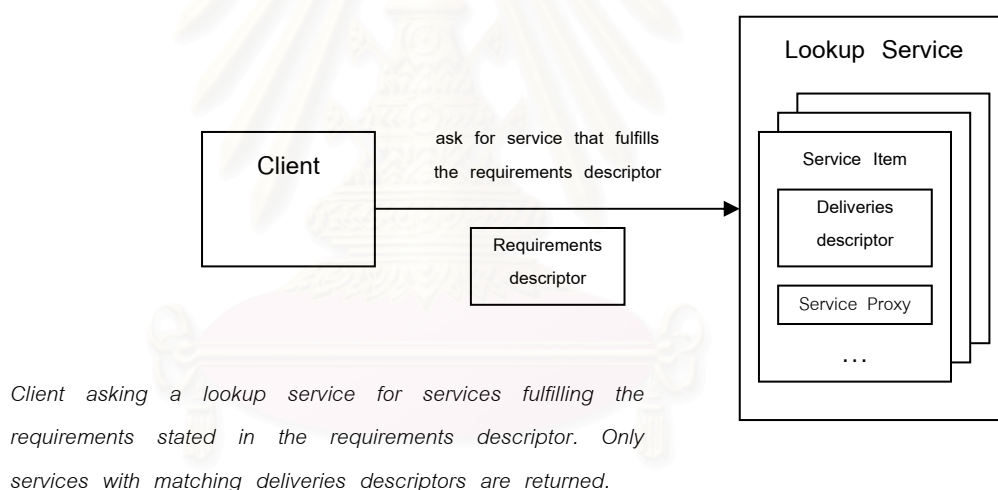 Lookup Service
Client
ask for service that fulfills
the requirements descriptor
Requirements
descriptor
Service Item
Deliveries
descriptor
Service Proxy
...
Client asking a lookup service for services fulfilling the
requirements stated in the requirements descriptor. Only
services with matching deliveries descriptors are returned.